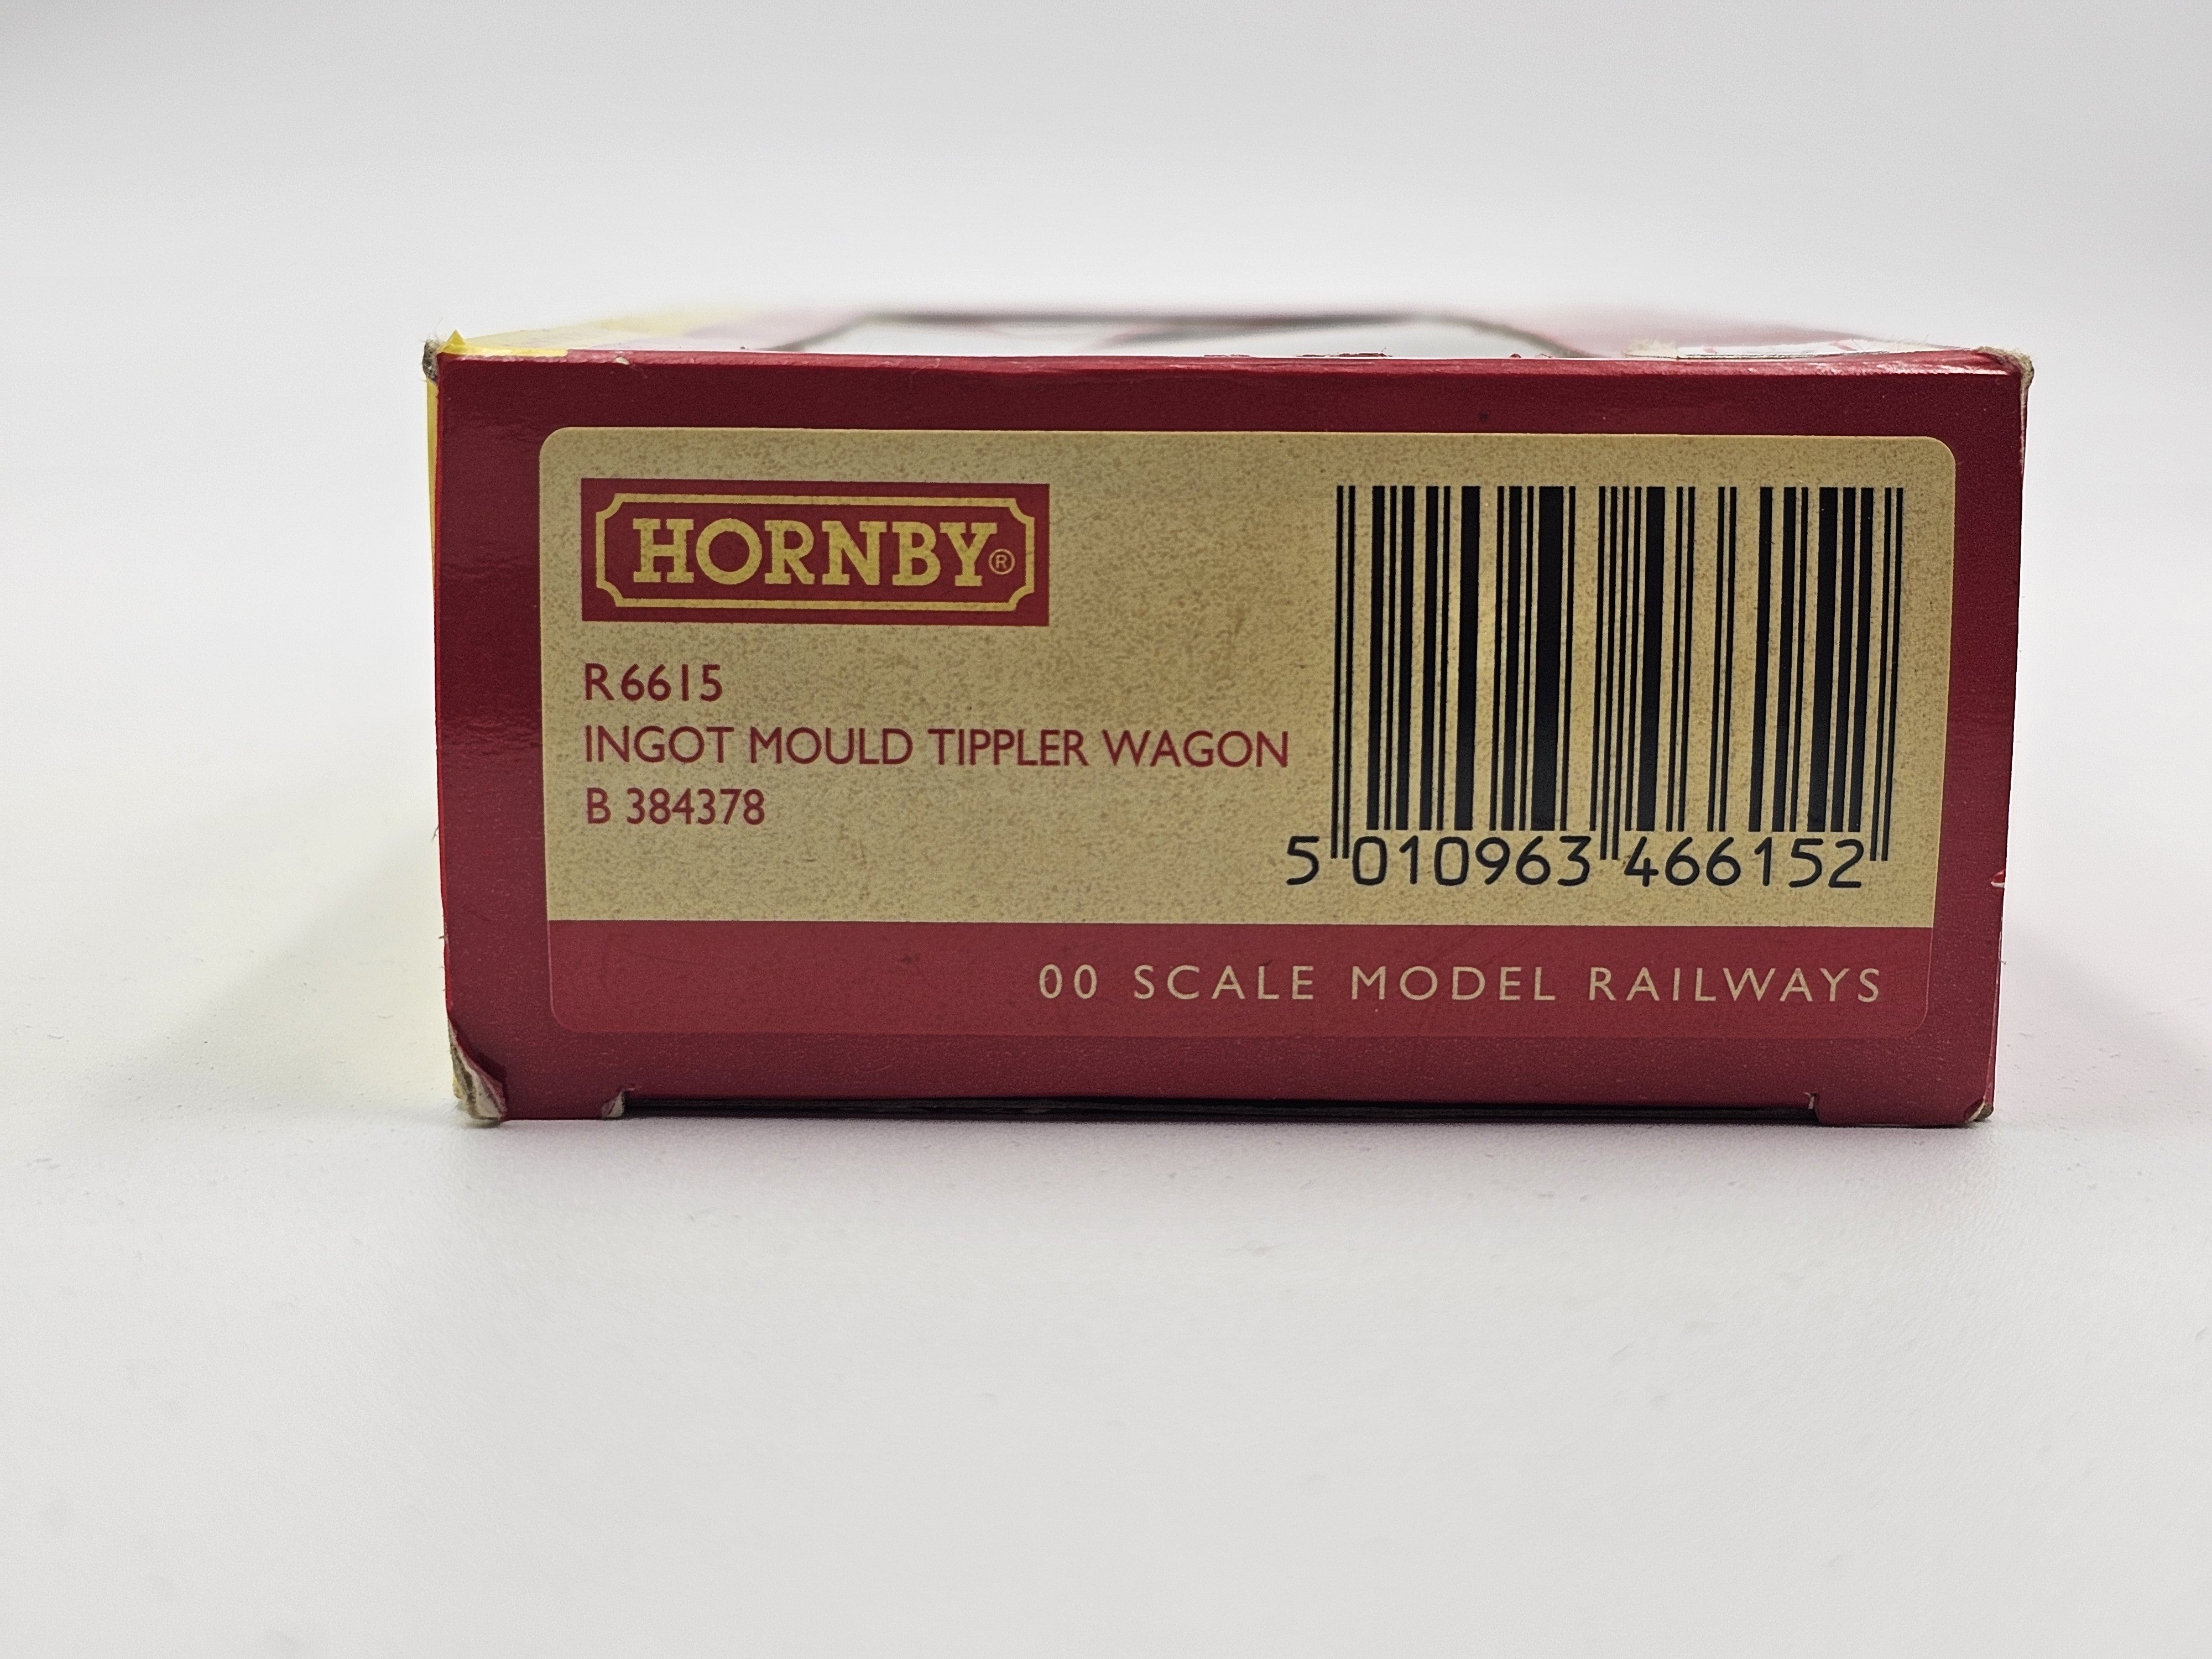 HORNBY®
R6615
INGOT MOULD TIPPLER WAGON
B 384378
5 010963 466152
00 SCALE MODEL RAILWAYS